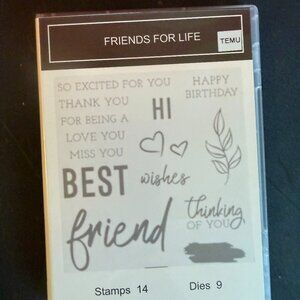 FRIENDS FOR LIFE
TEMU
SO EXCITED FOR YOU
THANK YOU
FOR BEING A
LOVE YOU
MISS YOU
HAPPY
BIRTHDAY
HI
BEST
wishes
friend
thinking
OF YOU
Stamps 14
Dies 9